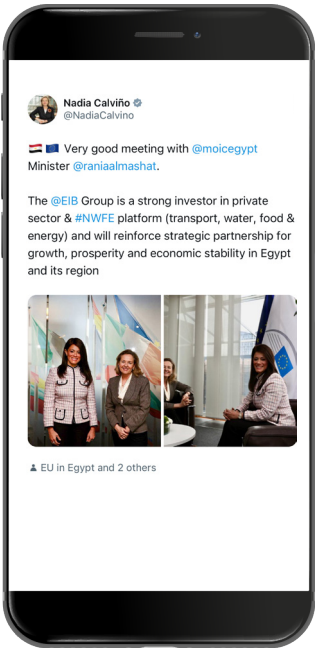 Nadia Calviño
@NadiaCalvino
🇪🇬 🇪🇺 Very good meeting with @moicegypt
Minister @raniaalmashat.
The @EIB Group is a strong investor in private
sector & #NWFE platform (transport, water, food &
energy) and will reinforce strategic partnership for
growth, prosperity and economic stability in Egypt
and its region
EU in Egypt and 2 others